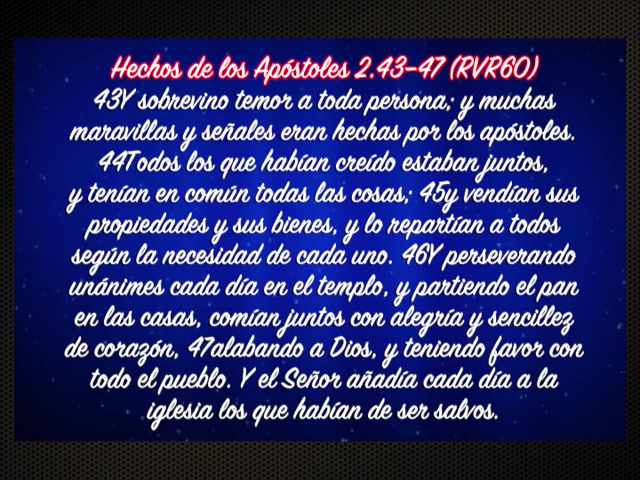 Hechos de los Apóstoles 2.43-47 (RVR60)
43Y sobrevino temor a toda persona; y muchas
maravillas y señales eran hechas por los apóstoles.
44Todos los que habían creído estaban juntos,
y tenían en común todas las cosas; 45y vendían sus
propiedades y sus bienes, y lo repartían a todos
según la necesidad de cada uno. 46Y perseverando
unánimes cada día en el templo, y partiendo el pan
en las casas, comían juntos con alegría y sencillez
de corazón, 47alabando a Dios, y teniendo favor con
todo el pueblo. Y el Señor añadía cada día a la
iglesia los que habían de ser salvos.